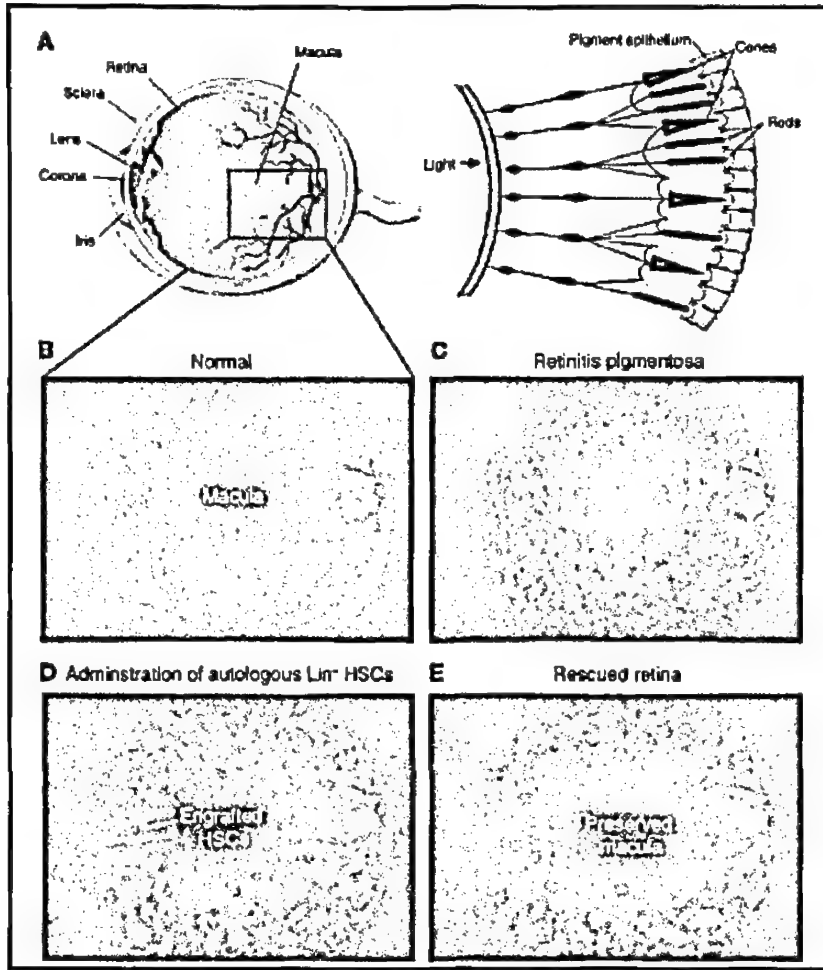 A
Retina
Macula
Sclera
Lens
Cornea
Iris
Pigment epithelium
Cones
Rods
Light
B
Normal
Macula
C
Retinitis pigmentosa
D Adminstration of autologous Lin⁻ HSCs
Engrafted
HSCs
E
Rescued retina
Preserved
macula